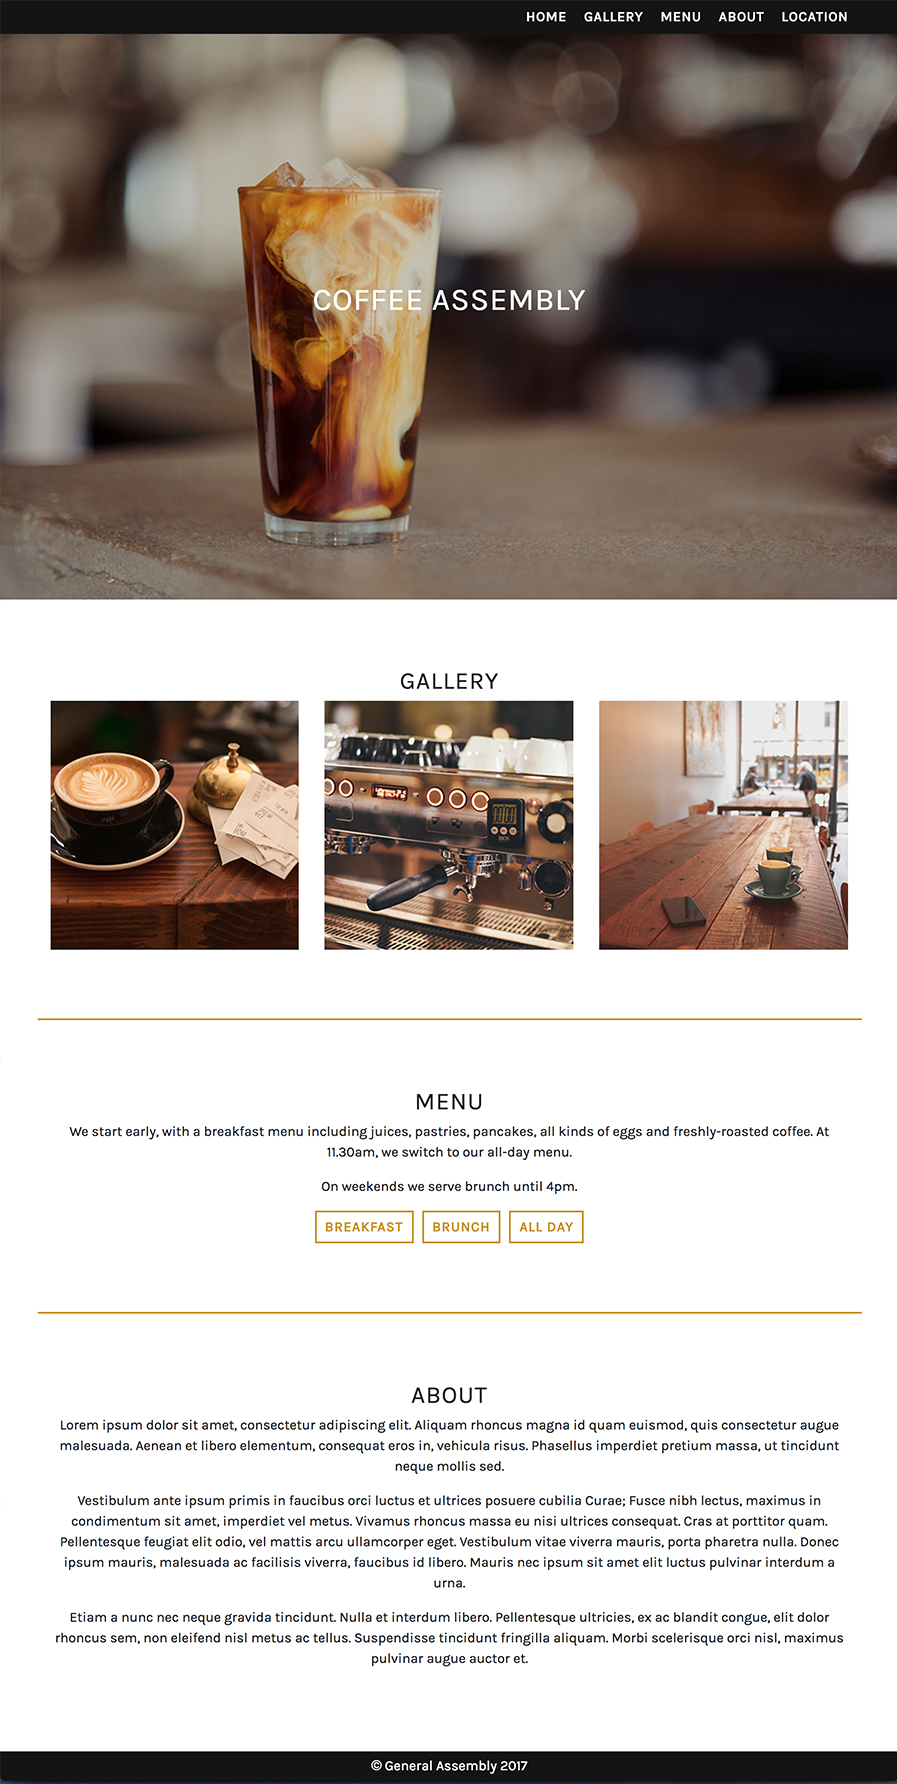 HOME GALLERY MENU ABOUT LOCATION
COFFEE ASSEMBLY
GALLERY
MENU
We start early, with a breakfast menu including juices, pastries, pancakes, all kinds of eggs and freshly-roasted coffee. At
11.30am, we switch to our all-day menu.
On weekends we serve brunch until 4pm.
BREAKFAST BRUNCH ALL DAY
ABOUT
Lorem ipsum dolor sit amet, consectetur adipiscing elit. Aliquam rhoncus magna id quam euismod, quis consectetur augue
malesuada. Aenean et libero elementum, consequat eros in, vehicula risus. Phasellus imperdiet pretium massa, ut tincidunt
neque mollis sed.
Vestibulum ante ipsum primis in faucibus orci luctus et ultrices posuere cubilia Curae; Fusce nibh lectus, maximus in
condimentum sit amet, imperdiet vel metus. Vivamus rhoncus massa eu nisi ultrices consequat. Cras at porttitor quam.
Pellentesque feugiat elit odio, vel mattis arcu ullamcorper eget. Vestibulum vitae viverra mauris, porta pharetra nulla. Donec
ipsum mauris, malesuada ac facilisis viverra, faucibus id libero. Mauris nec ipsum sit amet elit luctus pulvinar interdum a
urna.
Etiam a nunc nec neque gravida tincidunt. Nulla et interdum libero. Pellentesque ultricies, ex ac blandit congue, elit dolor
rhoncus sem, non eleifend nisl metus ac tellus. Suspendisse tincidunt fringilla aliquam. Morbi scelerisque orci nisl, maximus
pulvinar augue auctor et.
© General Assembly 2017